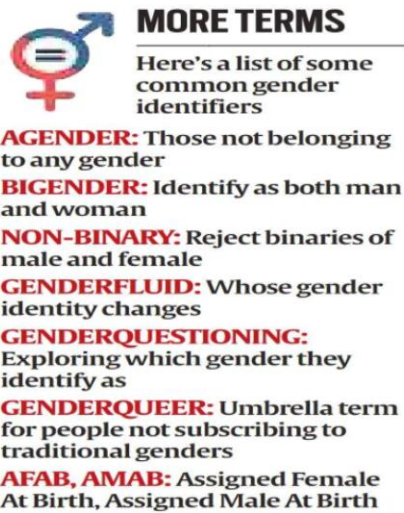 MORE TERMS
Here's a list of some
common gender
identifiers
AGENDER: Those not belonging
to any gender
BIGENDER: Identify as both man
and woman
NON-BINARY: Reject binaries of
male and female
GENDERFLUID: Whose gender
identity changes
GENDERQUESTIONING:
Exploring which gender they
identify as
GENDERQUEER: Umbrella term
for people not subscribing to
traditional genders
AFAB, AMAB: Assigned Female
At Birth, Assigned Male At Birth